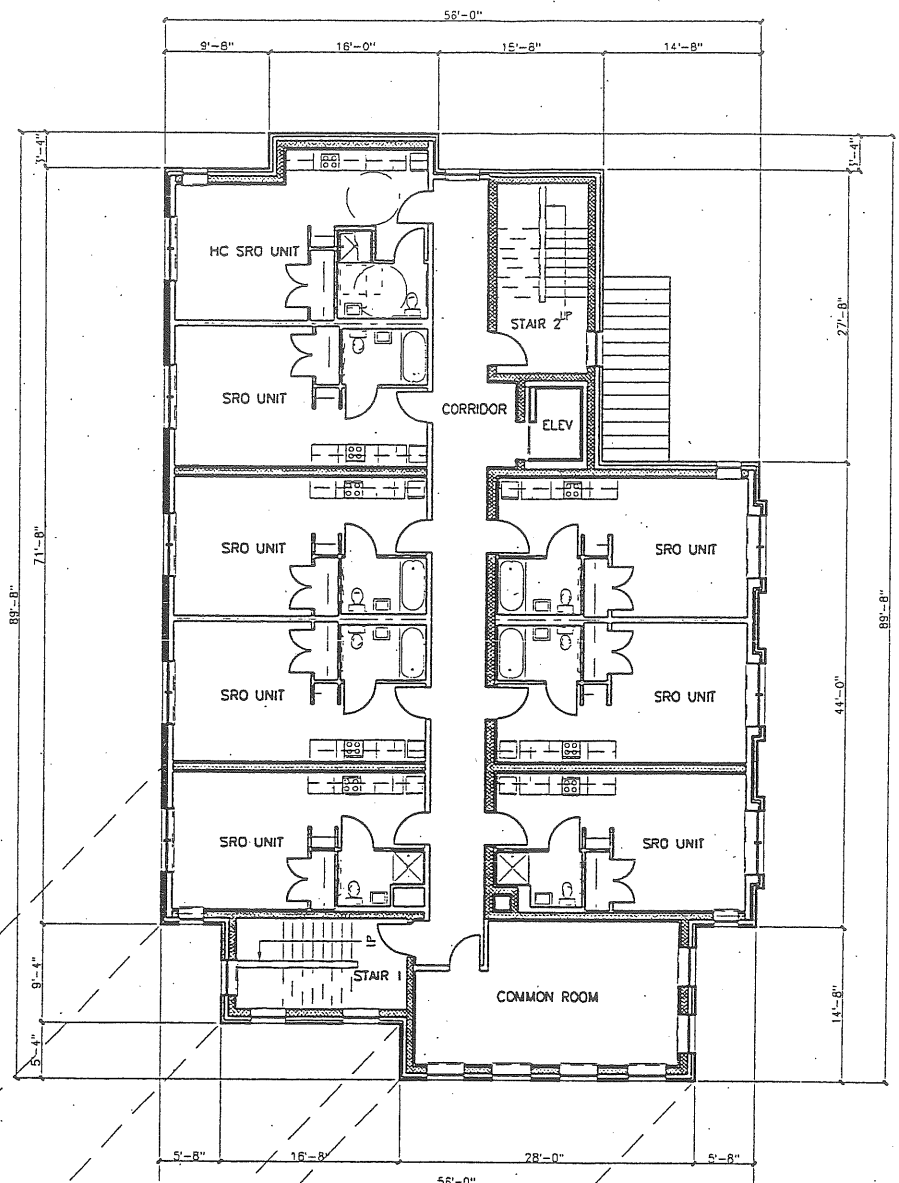 56'-0"
9'-8" 16'-0" 15'-8" 14'-8"
3'-4" 3'-4"
HC SRO UNIT
STAIR 2 UP
27'-8"
SRO UNIT
CORRIDOR
ELEV
71'-8"
SRO UNIT SRO UNIT
89'-8" 89'-8"
SRO UNIT SRO UNIT
44'-0"
SRO UNIT SRO UNIT
UP
STAIR 1
9'-4"
COMMON ROOM
14'-8"
5'-4"
5'-8" 16'-8" 28'-0" 5'-8"
56'-0"